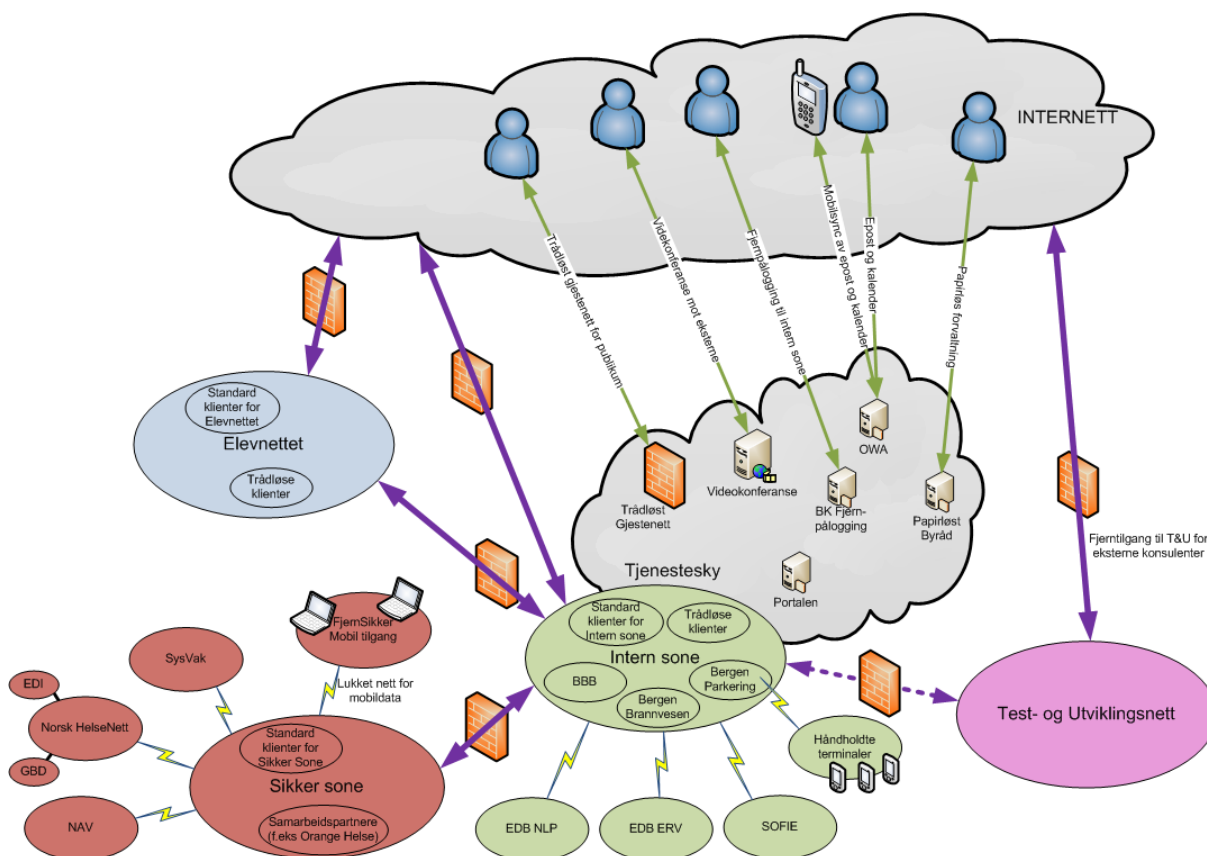 INTERNETT
Trådløst gjestenett for publikum
Videkonferanse mot eksterne
Fjernpålogging til intern sone
Mobilsync av epost og kalender
Epost og kalender
Papirløs forvaltning
Standard
klienter for
Elevnettet
Elevnettet
Trådløse
klienter
OWA
Trådløst
Gjestenett
Videokonferanse
BK Fjern-
pålogging
Papirløst
Byråd
Portalen
Tjenestesky
Fjerntilgang til T&U for
eksterne konsulenter
Standard
klienter for
Intern sone
Trådløse
klienter
Intern sone
BBB
Bergen
Parkering
Bergen
Brannvesen
FjernSikker
Mobil tilgang
Lukket nett for
mobildata
SysVak
EDI
Norsk HelseNett
GBD
NAV
Standard
klienter for
Sikker Sone
Sikker sone
Samarbeidspartnere
(f.eks Orange Helse)
Håndholdte
terminaler
EDB NLP
EDB ERV
SOFIE
Test- og Utviklingsnett